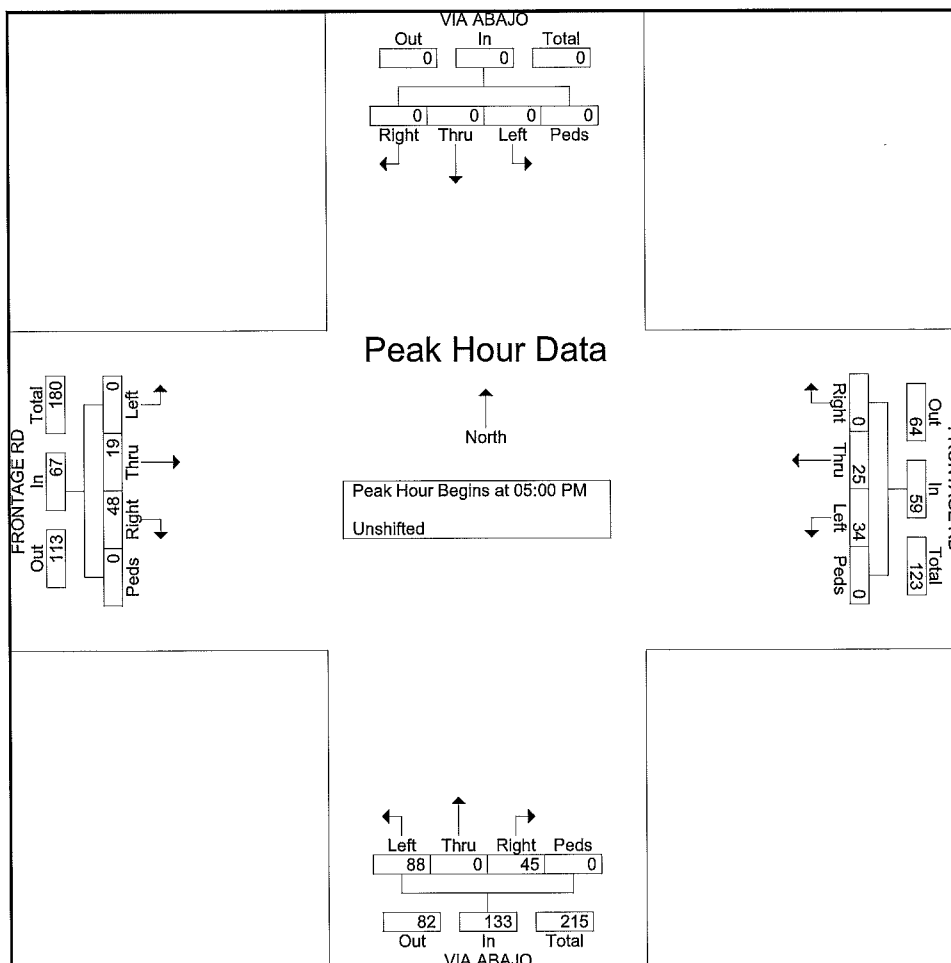 VIA ABAJO
Out In Total
0 0 0
0 0 0 0
Right Thru Left Peds
Peak Hour Data
North
Peak Hour Begins at 05:00 PM
Unshifted
FRONTAGE RD
Total In Out
180 67 113
0 19 48 0
Left Thru Right Peds
Right Thru Left Peds
0 25 34 0
64 59 123
Out In Total
Left Thru Right Peds
88 0 45 0
82 133 215
Out In Total
VIA ABAJO